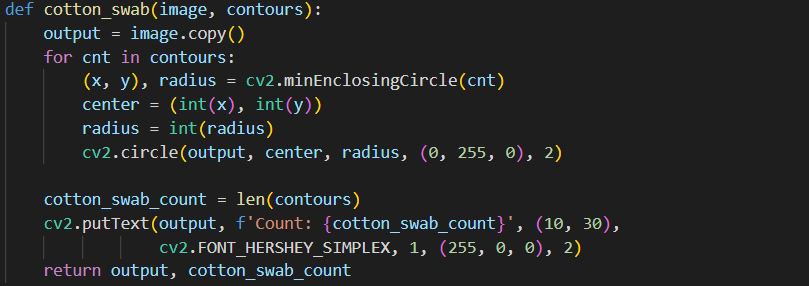 def cotton_swab(image, contours):
    output = image.copy()
    for cnt in contours:
        (x, y), radius = cv2.minEnclosingCircle(cnt)
        center = (int(x), int(y))
        radius = int(radius)
        cv2.circle(output, center, radius, (0, 255, 0), 2)

    cotton_swab_count = len(contours)
    cv2.putText(output, f'Count: {cotton_swab_count}', (10, 30),
                cv2.FONT_HERSHEY_SIMPLEX, 1, (255, 0, 0), 2)
    return output, cotton_swab_count